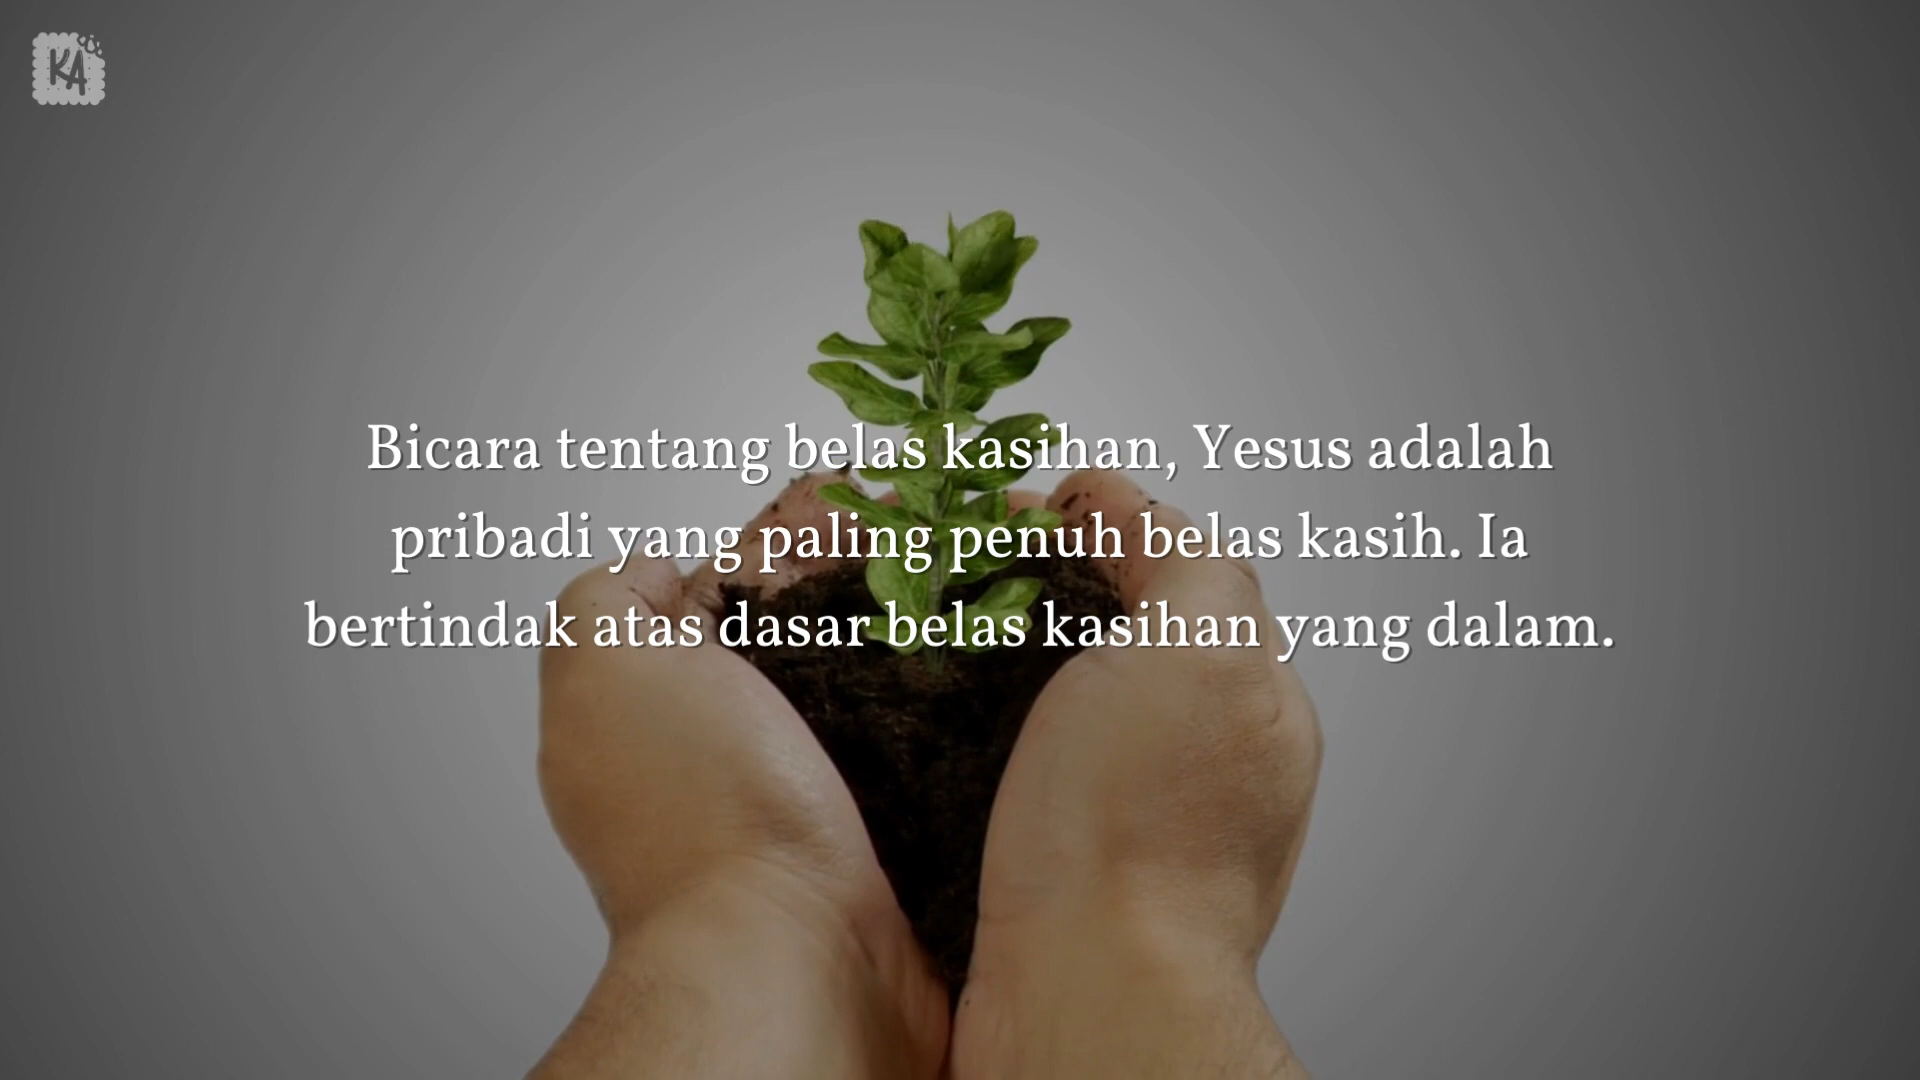 KA
Bicara tentang belas kasihan, Yesus adalah
pribadi yang paling penuh belas kasih. Ia
bertindak atas dasar belas kasihan yang dalam.